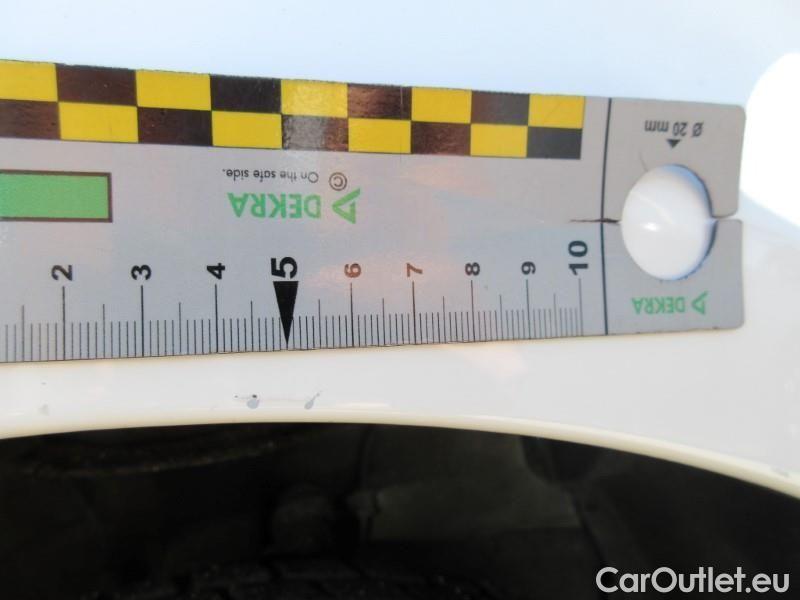 Ø 20 mm
© On the safe side.
DEKRA
2 3 4 5 6 7 8 9 10
DEKRA
CarOutlet.eu